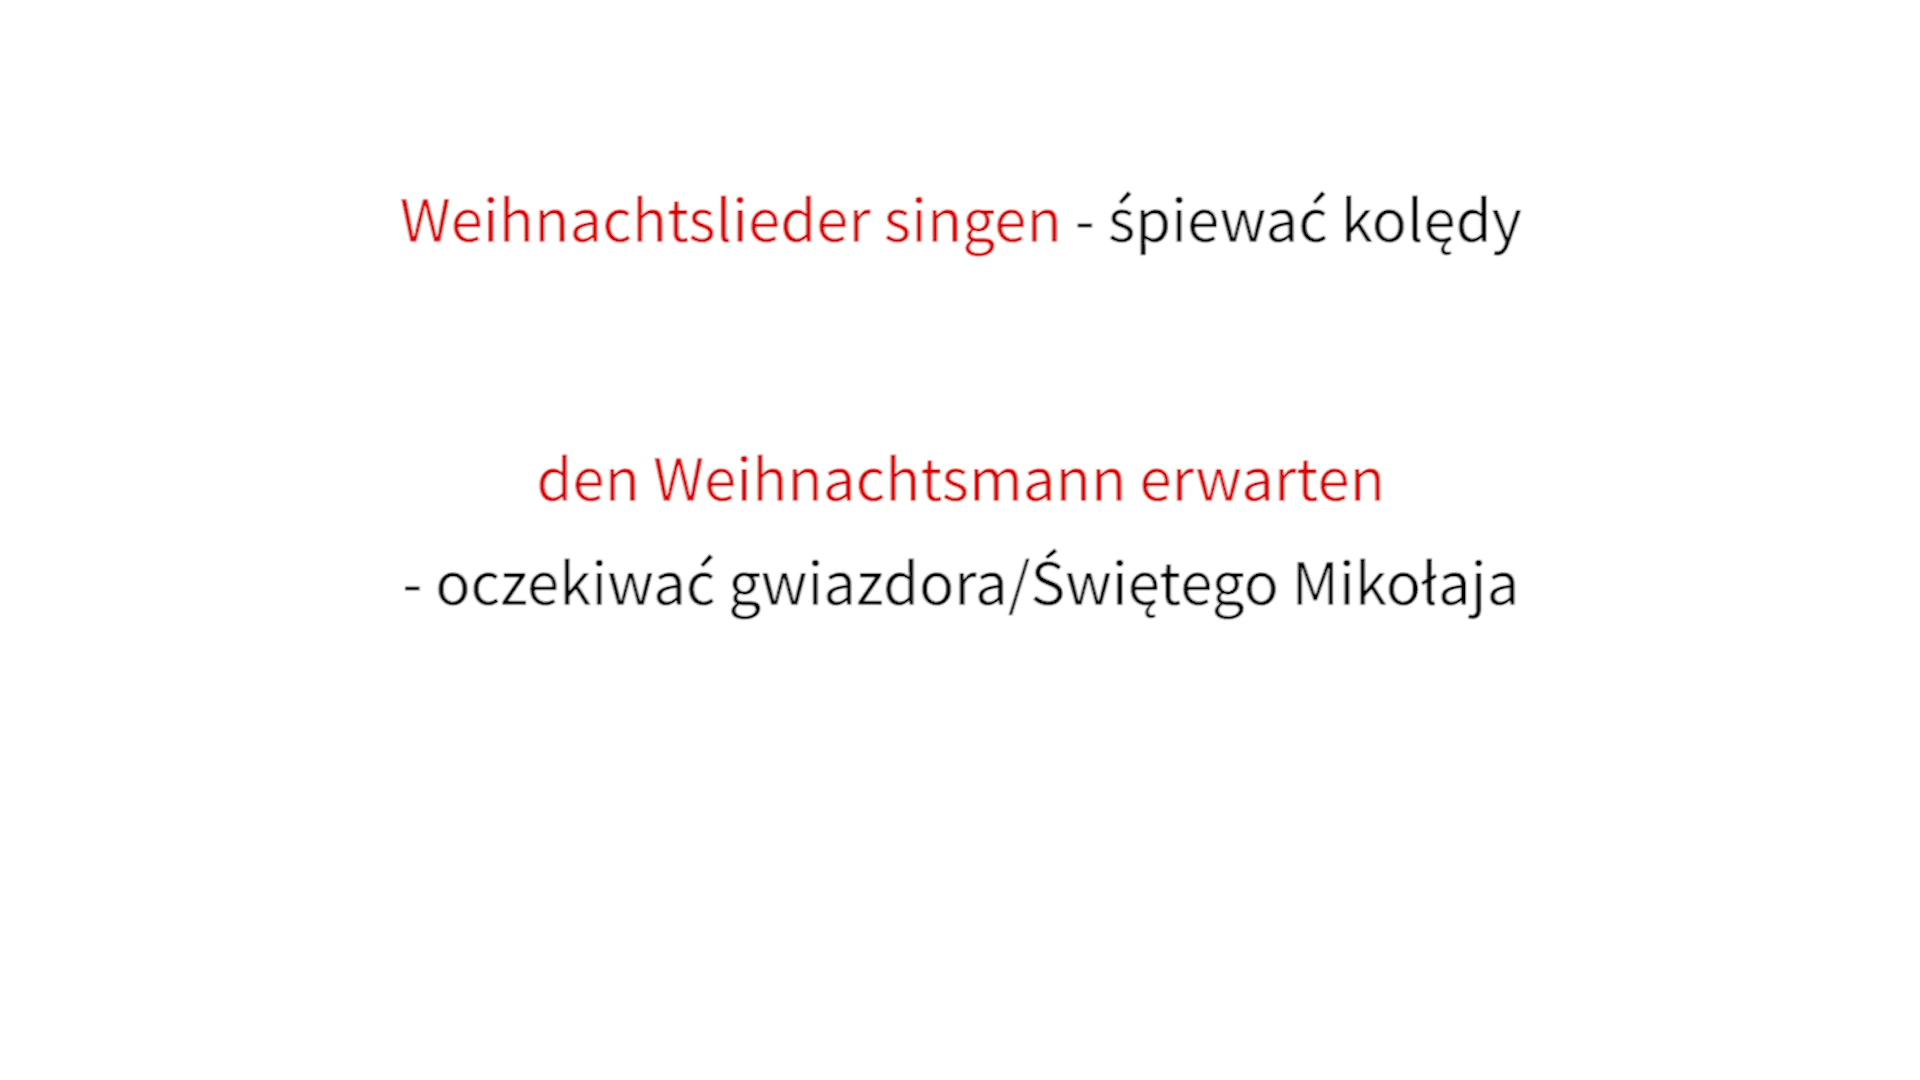 Weihnachtslieder singen - śpiewać kolędy
den Weihnachtsmann erwarten
- oczekiwać gwiazdora/Świętego Mikołaja